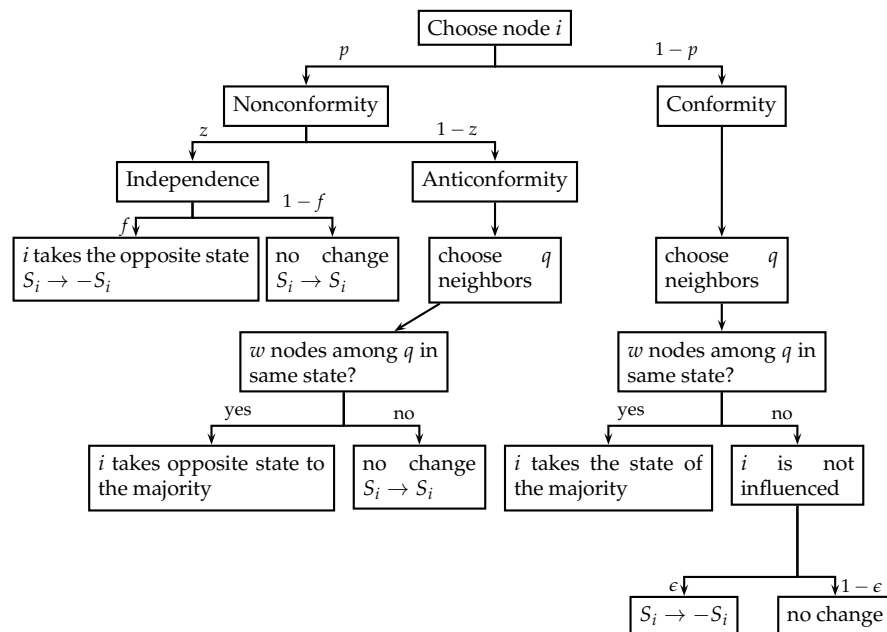 Choose node i
p
1 − p
Nonconformity
Conformity
z
1 − z
Independence
Anticonformity
f
1 − f
i takes the opposite state
S_i → −S_i
no change
S_i → S_i
choose q
neighbors
choose q
neighbors
w nodes among q in
same state?
w nodes among q in
same state?
yes
no
yes
no
i takes opposite state to
the majority
no change
S_i → S_i
i takes the state of
the majority
i is not
influenced
ϵ
1 − ϵ
S_i → −S_i
no change